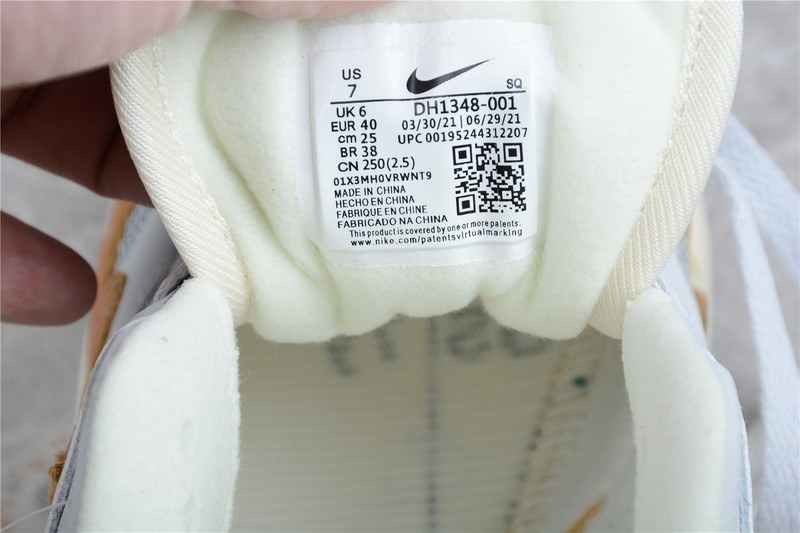 US
7
SQ
UK 6
DH1348-001
EUR 40
03/30/21 | 06/29/21
cm 25
UPC 00195244312207
BR 38
CN 250(2.5)
01X3MH0VRWNT9
MADE IN CHINA
HECHO EN CHINA
FABRIQUE EN CHINE
FABRICADO NA CHINA
This product is covered by one or more patents:
www.nike.com/patentsvirtualmarking